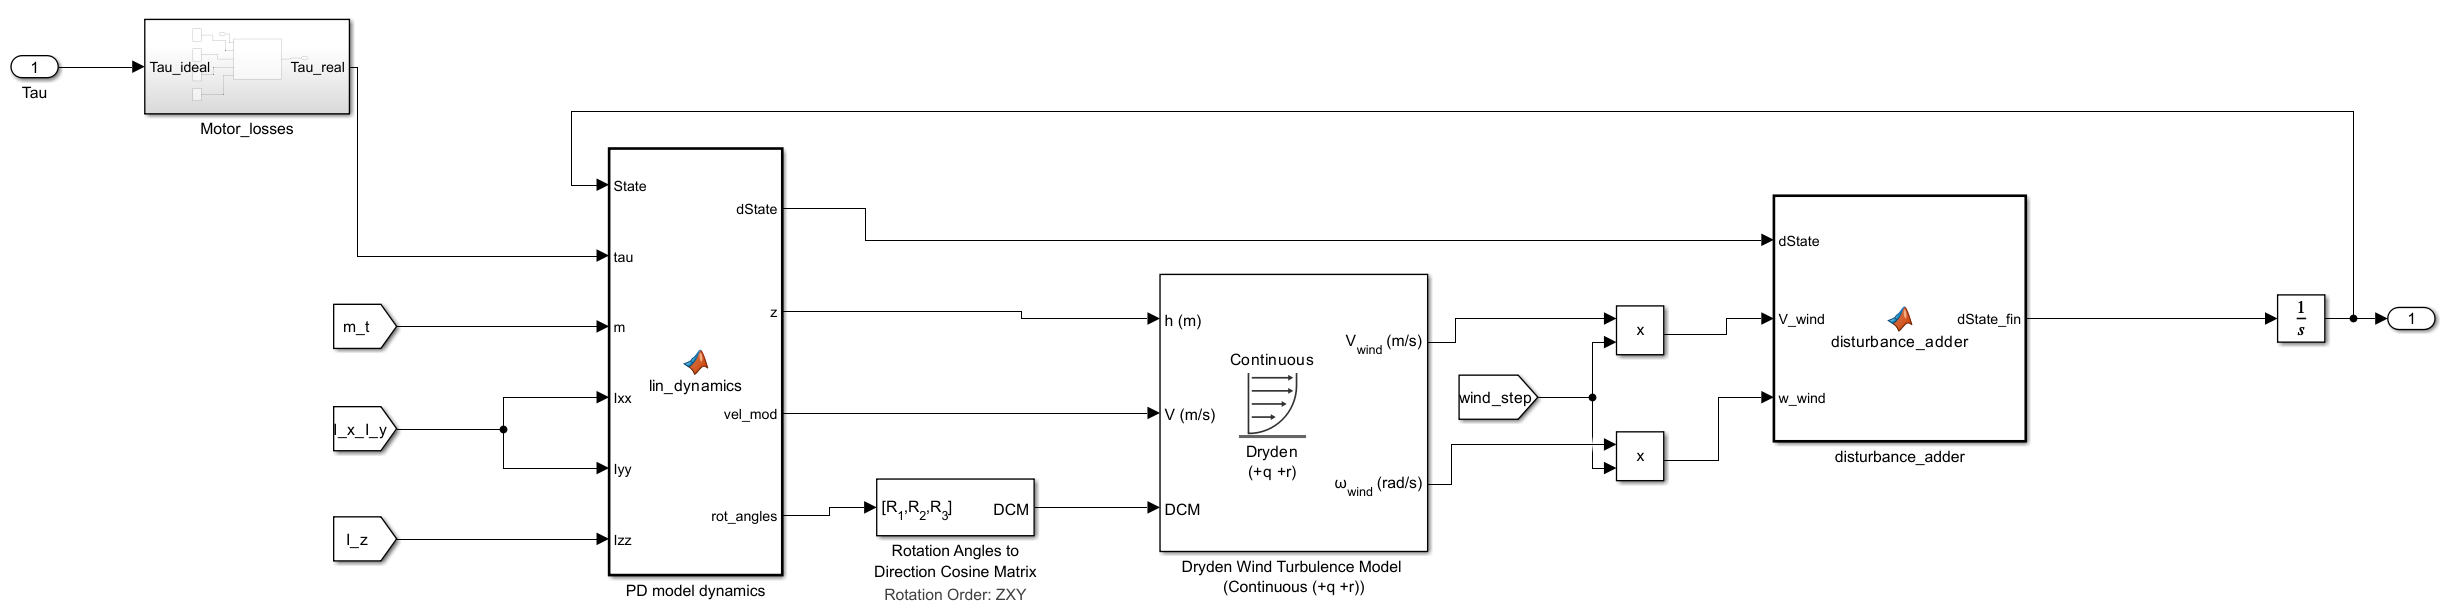 1
Tau
Tau_ideal
Tau_real
Motor_losses
m_t
I_x_I_y
I_z
State
tau
m
Ixx
Iyy
Izz
lin_dynamics
dState
z
vel_mod
rot_angles
PD model dynamics
[R1,R2,R3]
DCM
Rotation Angles to
Direction Cosine Matrix
Rotation Order: ZXY
h (m)
V (m/s)
DCM
Continuous
Dryden
(+q +r)
Vwind (m/s)
ωwind (rad/s)
Dryden Wind Turbulence Model
(Continuous (+q +r))
wind_step
x
x
dState
V_wind
w_wind
disturbance_adder
dState_fin
disturbance_adder
1
s
1